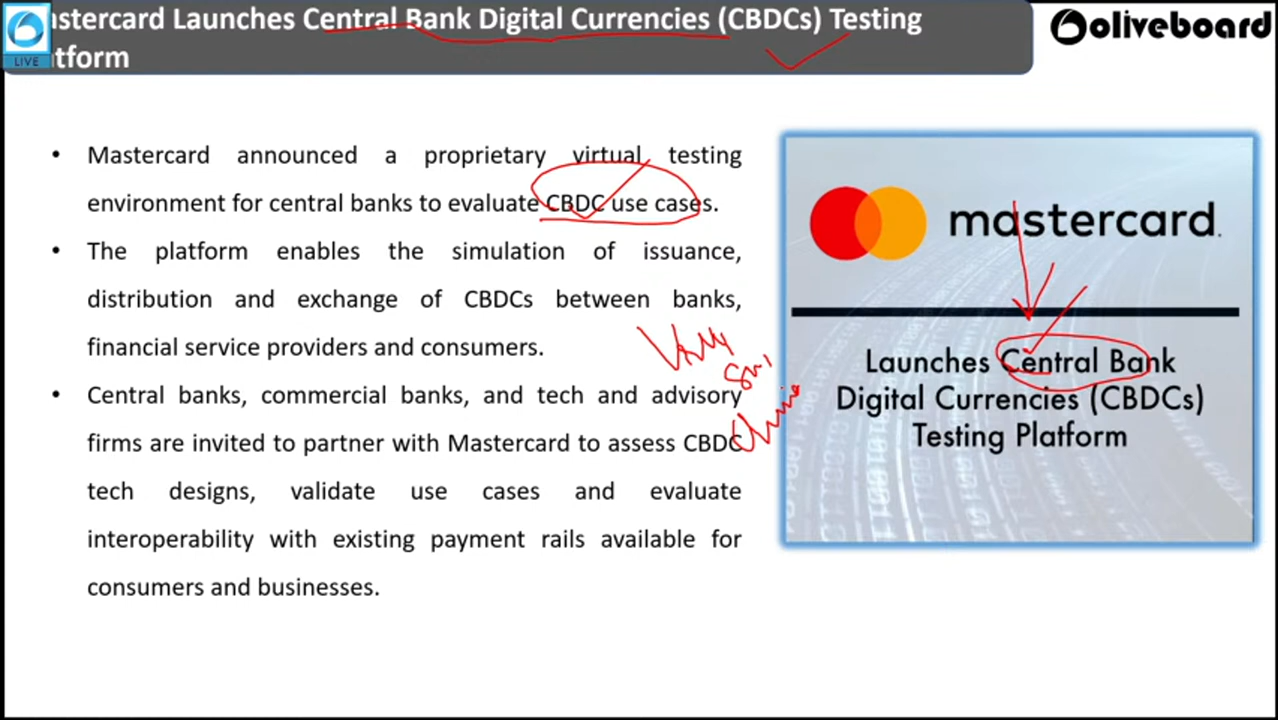 astercard Launches Central Bank Digital Currencies (CBDCs) Testing
tform
LIVE
oliveboard
• Mastercard announced a proprietary virtual testing
environment for central banks to evaluate CBDC use cases.
• The platform enables the simulation of issuance,
distribution and exchange of CBDCs between banks,
financial service providers and consumers.
• Central banks, commercial banks, and tech and advisory
firms are invited to partner with Mastercard to assess CBDC
tech designs, validate use cases and evaluate
interoperability with existing payment rails available for
consumers and businesses.
mastercard.
Launches Central Bank
Digital Currencies (CBDCs)
Testing Platform
China